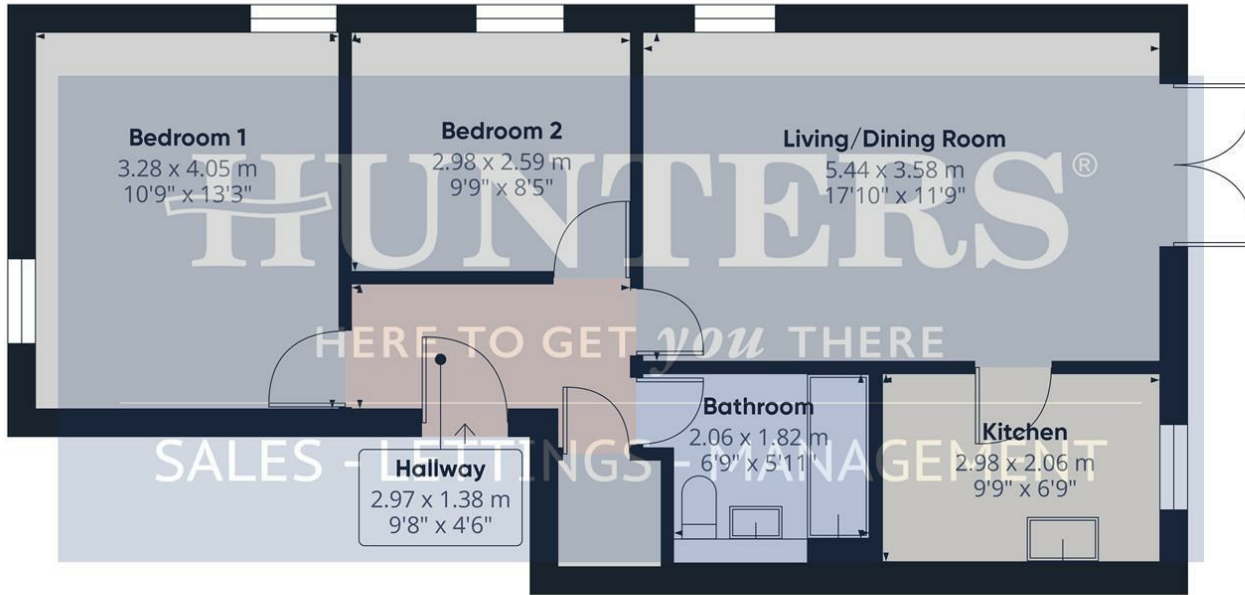 Bedroom 1
3.28 x 4.05 m
10'9" x 13'3"
Bedroom 2
2.98 x 2.59 m
9'9" x 8'5"
Living/Dining Room
5.44 x 3.58 m
17'10" x 11'9"
HUNTERS®
HERE TO GET you THERE
SALES - LETTINGS - MANAGEMENT
Hallway
2.97 x 1.38 m
9'8" x 4'6"
Bathroom
2.06 x 1.82 m
6'9" x 5'11"
Kitchen
2.98 x 2.06 m
9'9" x 6'9"